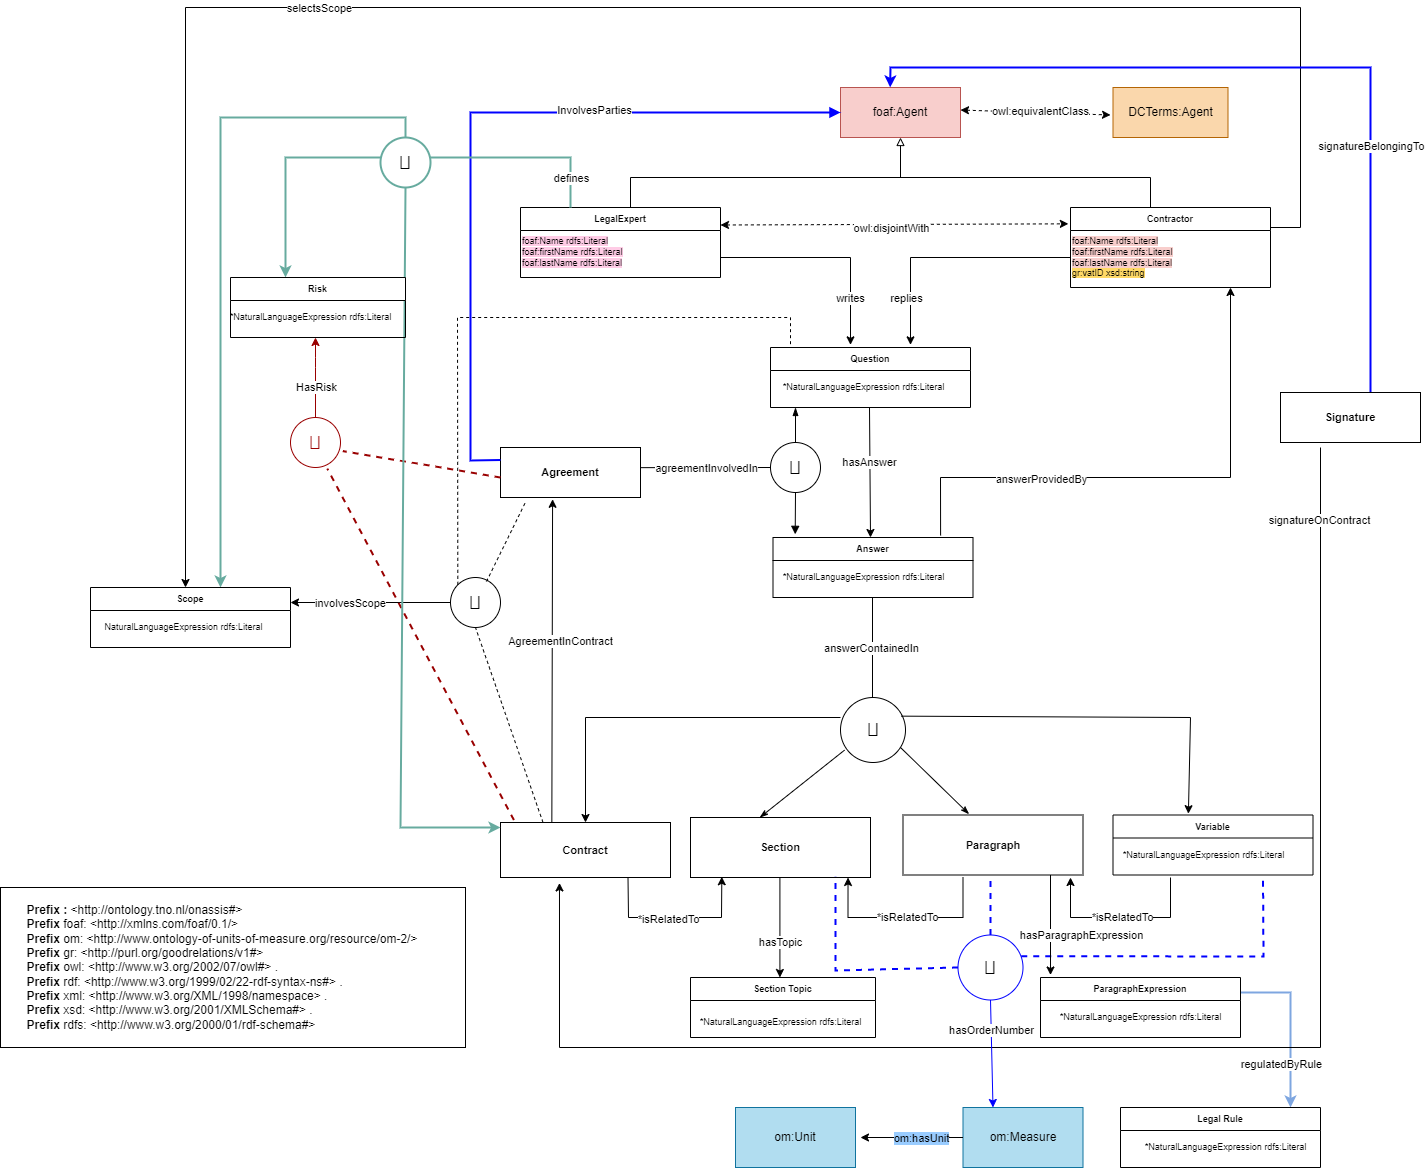 selectsScope
InvolvesParties
foaf:Agent
owl:equivalentClass
DCTerms:Agent
signatureBelongingTo
⨆
defines
LegalExpert
foaf:Name rdfs:Literal
foaf:firstName rdfs:Literal
foaf:lastName rdfs:Literal
owl:disjointWith
Contractor
foaf:Name rdfs:Literal
foaf:firstName rdfs:Literal
foaf:lastName rdfs:Literal
gr:vatID xsd:string
Risk
*NaturalLanguageExpression rdfs:Literal
writes
replies
Question
*NaturalLanguageExpression rdfs:Literal
HasRisk
Signature
⨆
Agreement
agreementInvolvedIn
⨆
hasAnswer
answerProvidedBy
signatureOnContract
Answer
*NaturalLanguageExpression rdfs:Literal
Scope
NaturalLanguageExpression rdfs:Literal
involvesScope
⨆
AgreementInContract
answerContainedIn
⨆
Contract
Section
Paragraph
Variable
*NaturalLanguageExpression rdfs:Literal
*isRelatedTo
*isRelatedTo
*isRelatedTo
hasTopic
hasParagraphExpression
⨆
Prefix : <http://ontology.tno.nl/onassis#>
Prefix foaf: <http://xmlns.com/foaf/0.1/>
Prefix om: <http://www.ontology-of-units-of-measure.org/resource/om-2/>
Prefix gr: <http://purl.org/goodrelations/v1#>
Prefix owl: <http://www.w3.org/2002/07/owl#> .
Prefix rdf: <http://www.w3.org/1999/02/22-rdf-syntax-ns#> .
Prefix xml: <http://www.w3.org/XML/1998/namespace> .
Prefix xsd: <http://www.w3.org/2001/XMLSchema#> .
Prefix rdfs: <http://www.w3.org/2000/01/rdf-schema#>
Section Topic
*NaturalLanguageExpression rdfs:Literal
ParagraphExpression
*NaturalLanguageExpression rdfs:Literal
hasOrderNumber
regulatedByRule
om:Unit
om:hasUnit
om:Measure
Legal Rule
*NaturalLanguageExpression rdfs:Literal